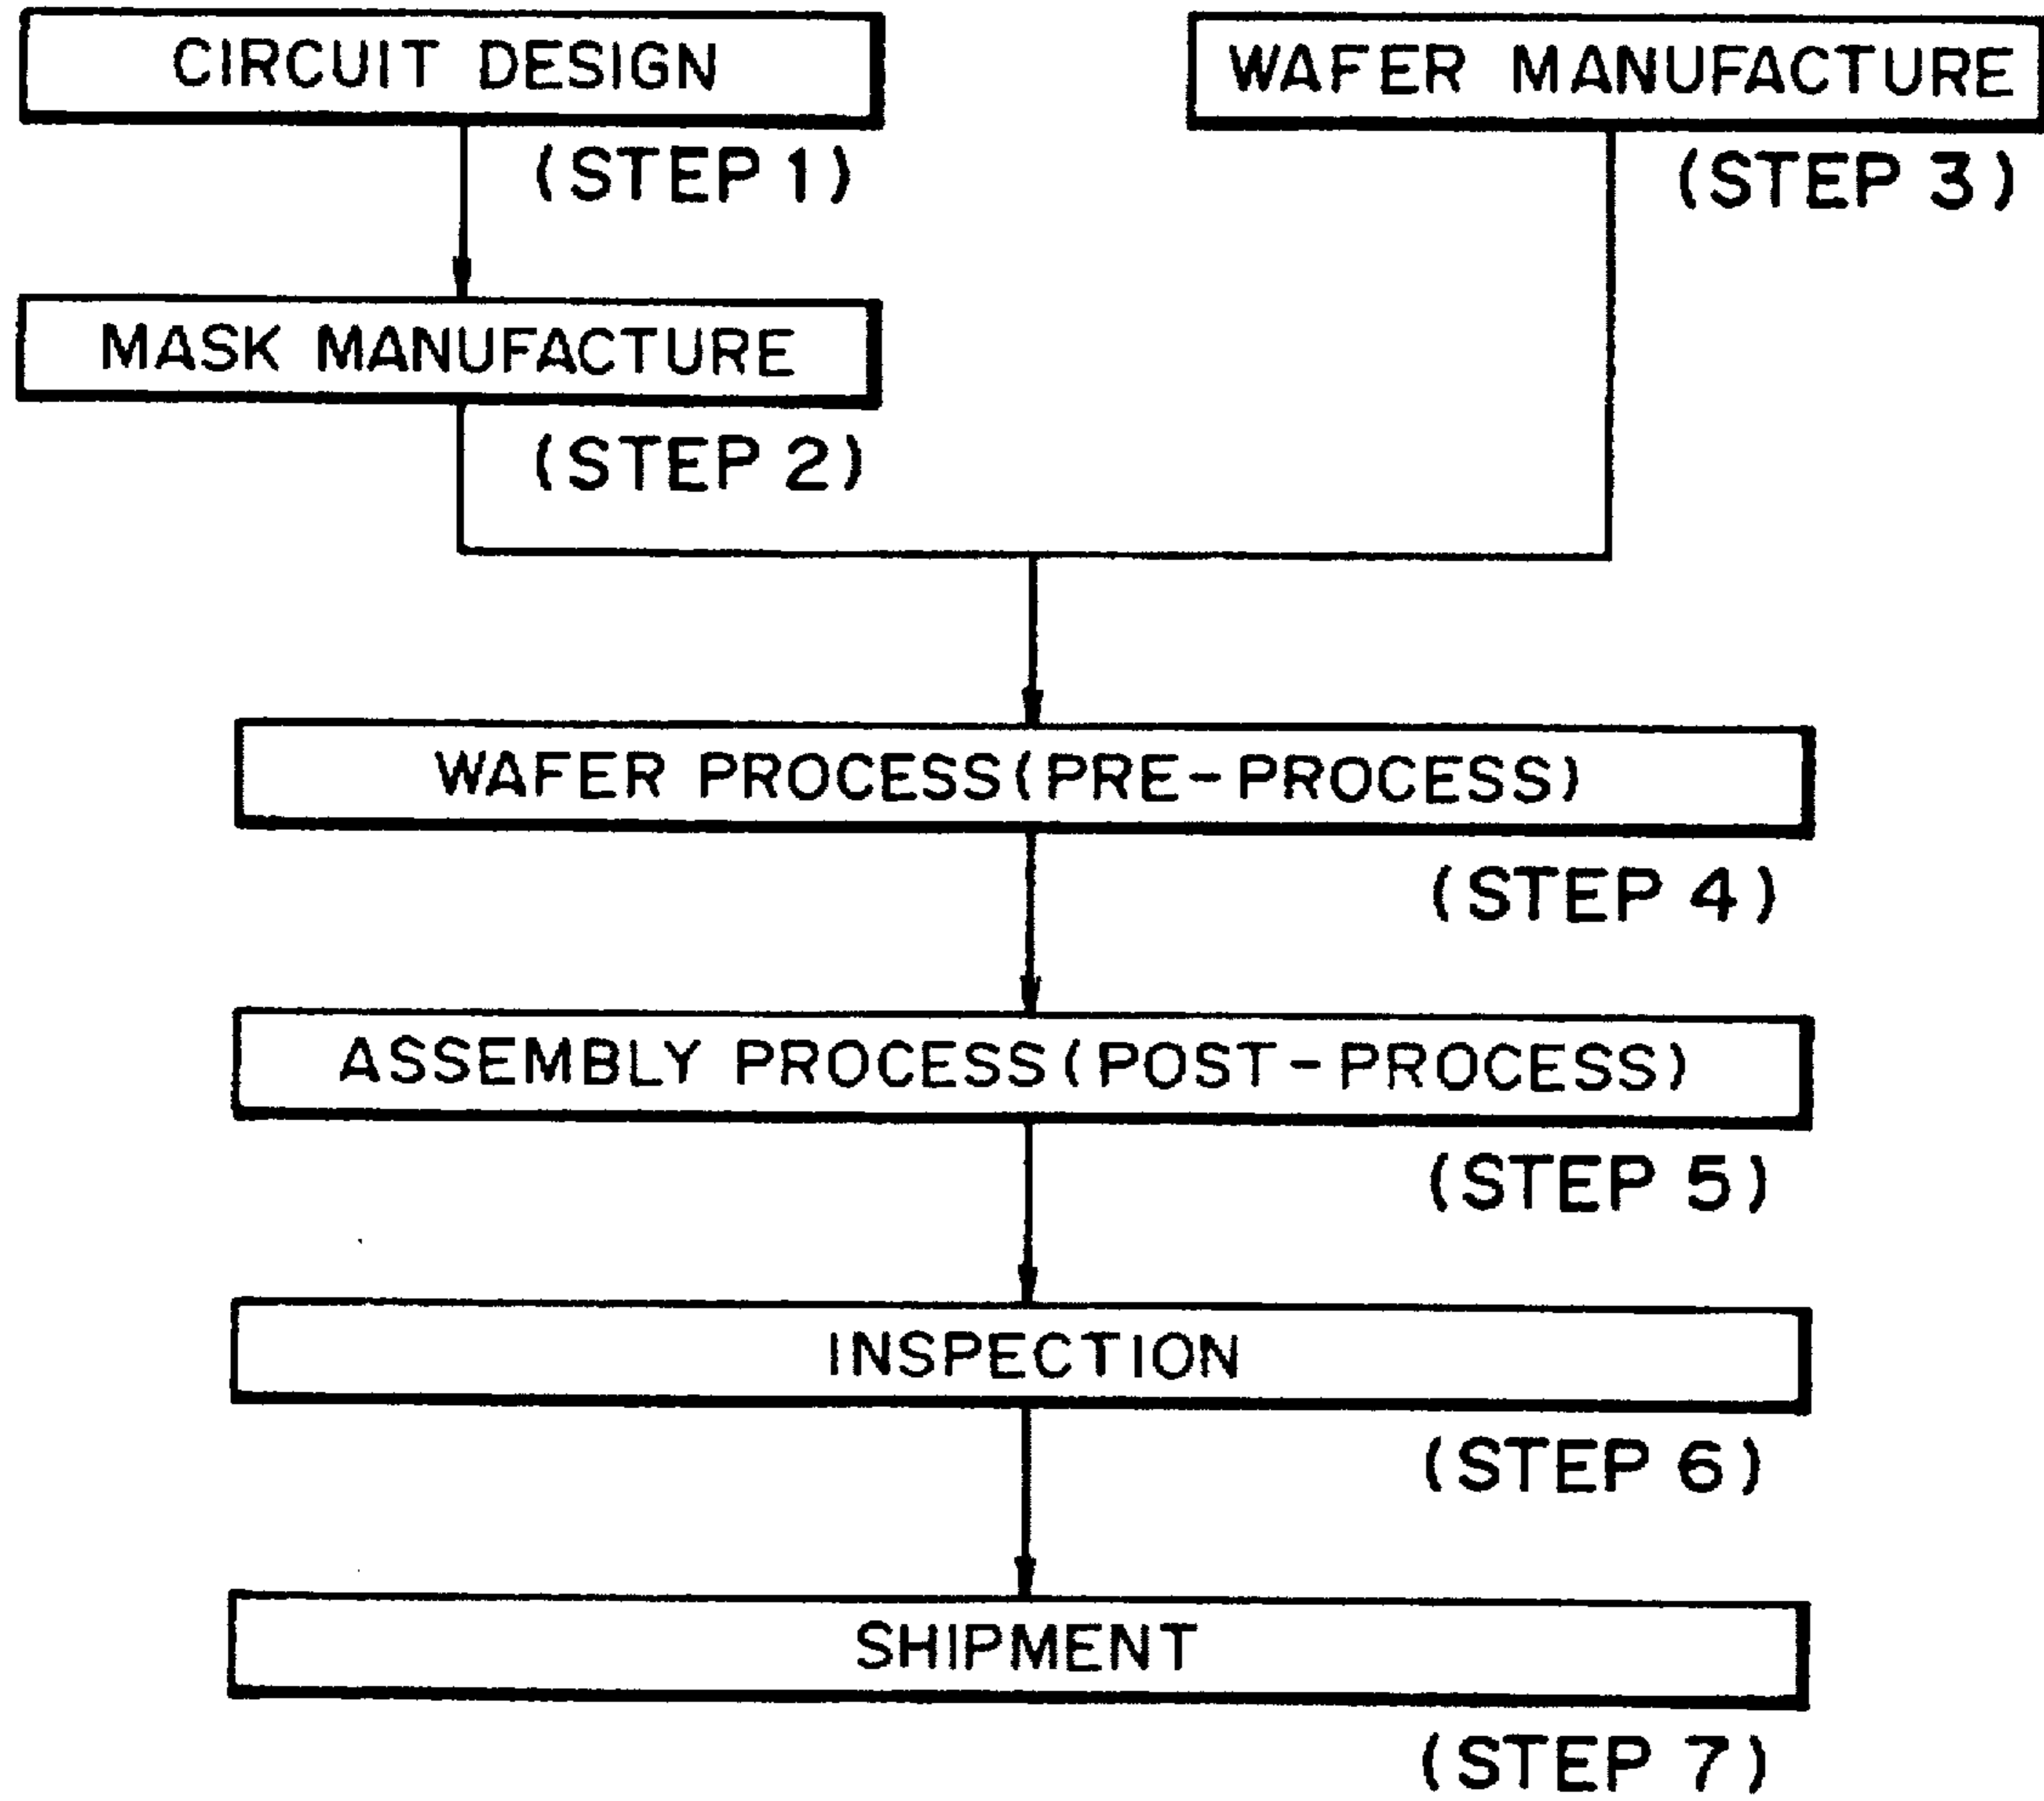 CIRCUIT DESIGN
(STEP 1)
WAFER MANUFACTURE
(STEP 3)
MASK MANUFACTURE
(STEP 2)
WAFER PROCESS(PRE-PROCESS)
(STEP 4)
ASSEMBLY PROCESS(POST-PROCESS)
(STEP 5)
INSPECTION
(STEP 6)
SHIPMENT
(STEP 7)